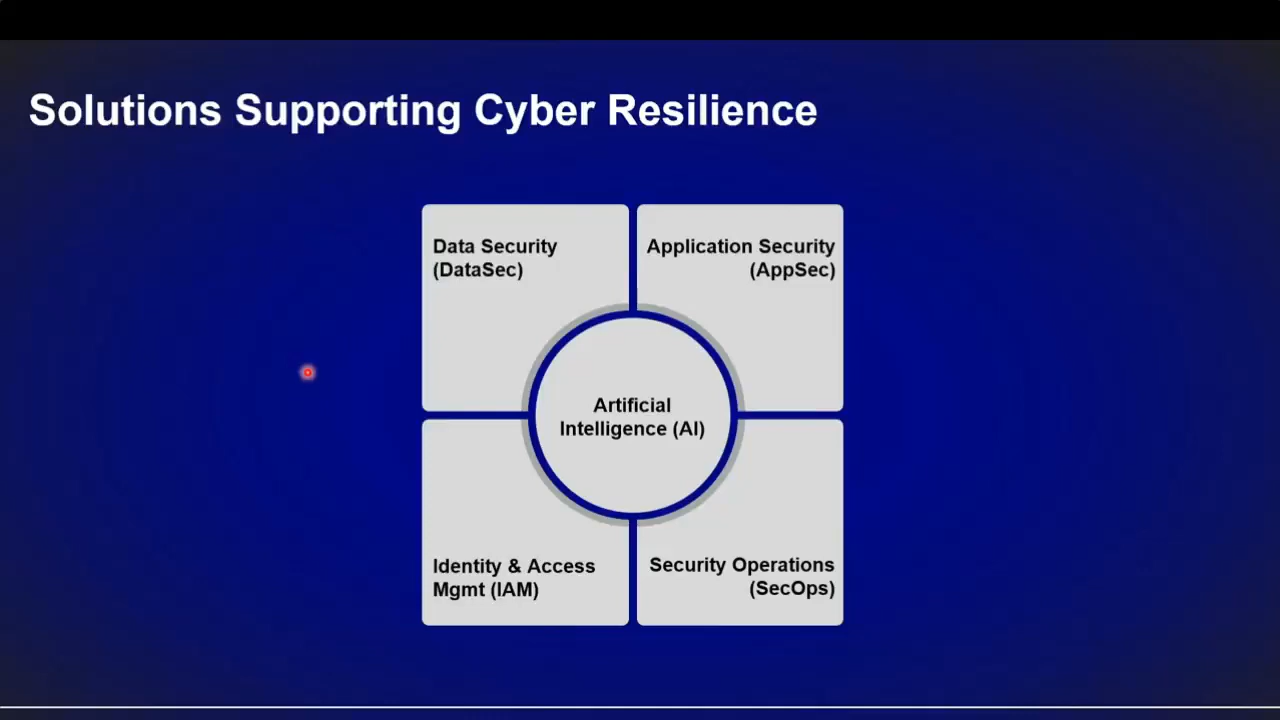 Solutions Supporting Cyber Resilience
Data Security
(DataSec)
Application Security
(AppSec)
Artificial
Intelligence (AI)
Identity & Access
Mgmt (IAM)
Security Operations
(SecOps)